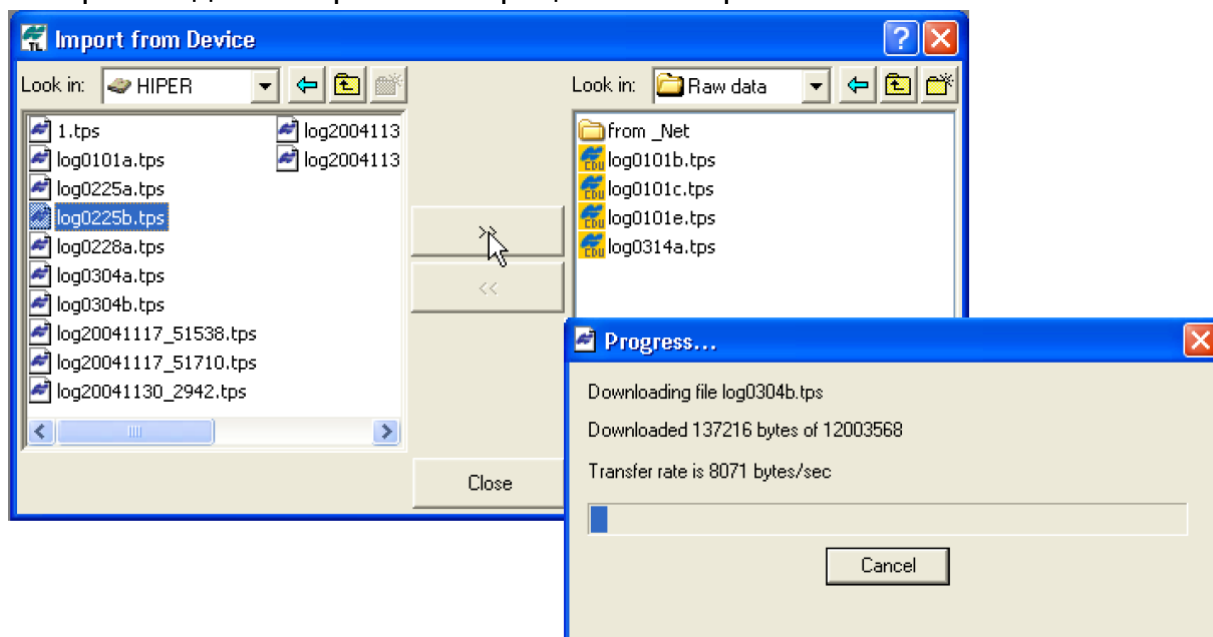 Import from Device
Look in: HIPER
Look in: Raw data
1.tps
log0101a.tps
log0225a.tps
log0225b.tps
log0228a.tps
log0304a.tps
log0304b.tps
log20041117_51538.tps
log20041117_51710.tps
log20041130_2942.tps
log2004113
log2004113
>>
<<
from _Net
log0101b.tps
log0101c.tps
log0101e.tps
log0314a.tps
Close
Progress...
Downloading file log0304b.tps
Downloaded 137216 bytes of 12003568
Transfer rate is 8071 bytes/sec
Cancel